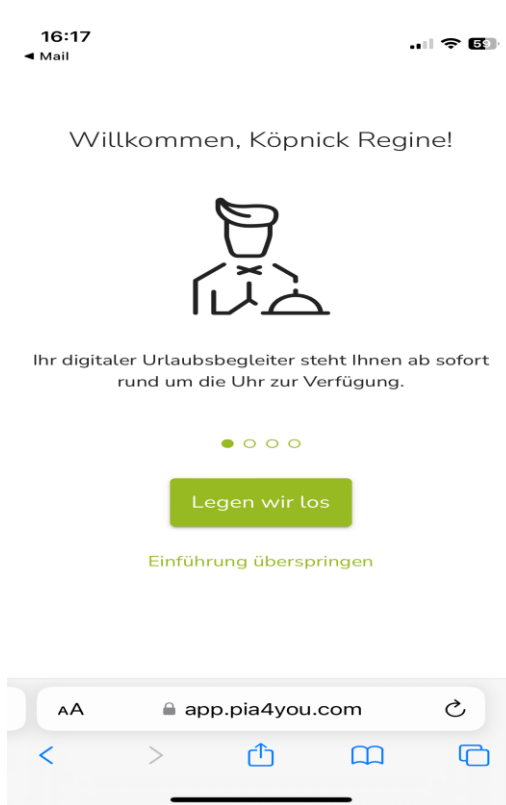 16:17
◀ Mail
59
Willkommen, Köpnick Regine!
Ihr digitaler Urlaubsbegleiter steht Ihnen ab sofort
rund um die Uhr zur Verfügung.
Legen wir los
Einführung überspringen
AA
app.pia4you.com